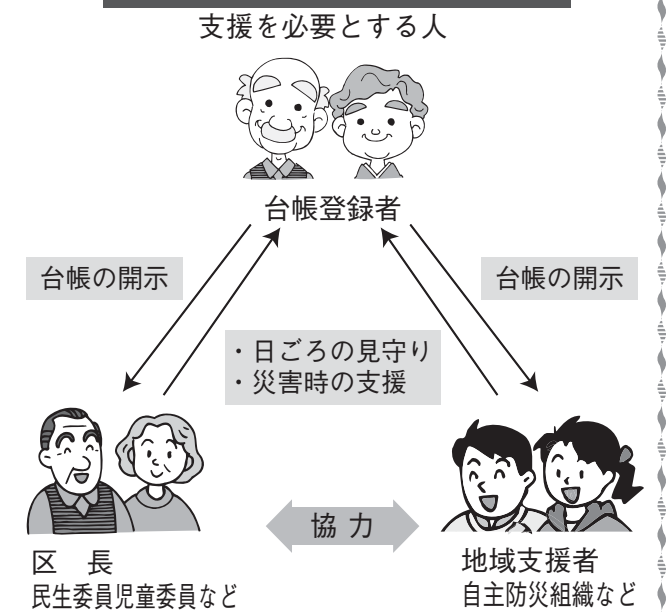 支援を必要とする人
台帳登録者
台帳の開示
台帳の開示
・日ごろの見守り
・災害時の支援
協 力
区　長
民生委員児童委員など
地域支援者
自主防災組織など